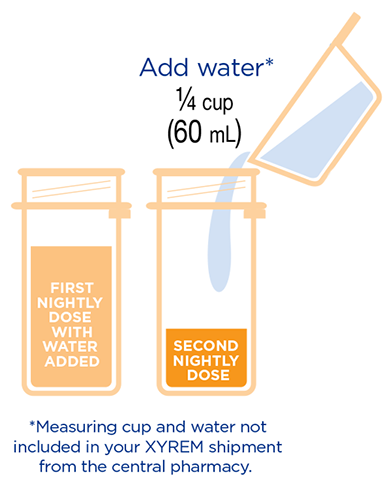 Add water*
¼ cup
(60 mL)
FIRST
NIGHTLY
DOSE
WITH
WATER
ADDED
SECOND
NIGHTLY
DOSE
*Measuring cup and water not
included in your XYREM shipment
from the central pharmacy.